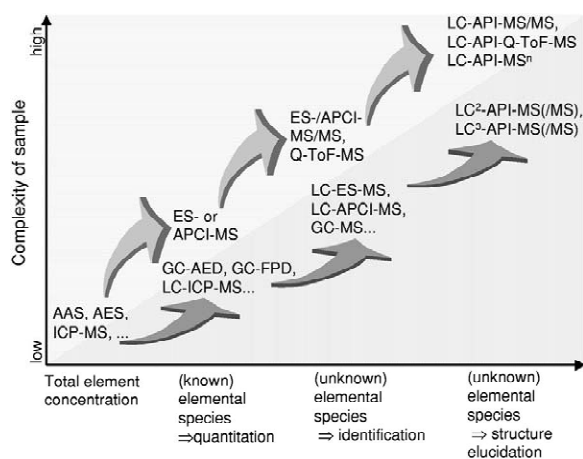 high
Complexity of sample
low
LC-API-MS/MS,
LC-API-Q-ToF-MS
LC-API-MSⁿ
ES-/APCI-
MS/MS,
Q-ToF-MS
LC²-API-MS(/MS),
LC³-API-MS(/MS)
ES- or
APCI-MS
LC-ES-MS,
LC-APCI-MS,
GC-MS...
GC-AED, GC-FPD,
LC-ICP-MS...
AAS, AES,
ICP-MS, ...
Total element
concentration
(known)
elemental
species
⇒quantitation
(unknown)
elemental
species
⇒ identification
(unknown)
elemental
species
⇒ structure
elucidation